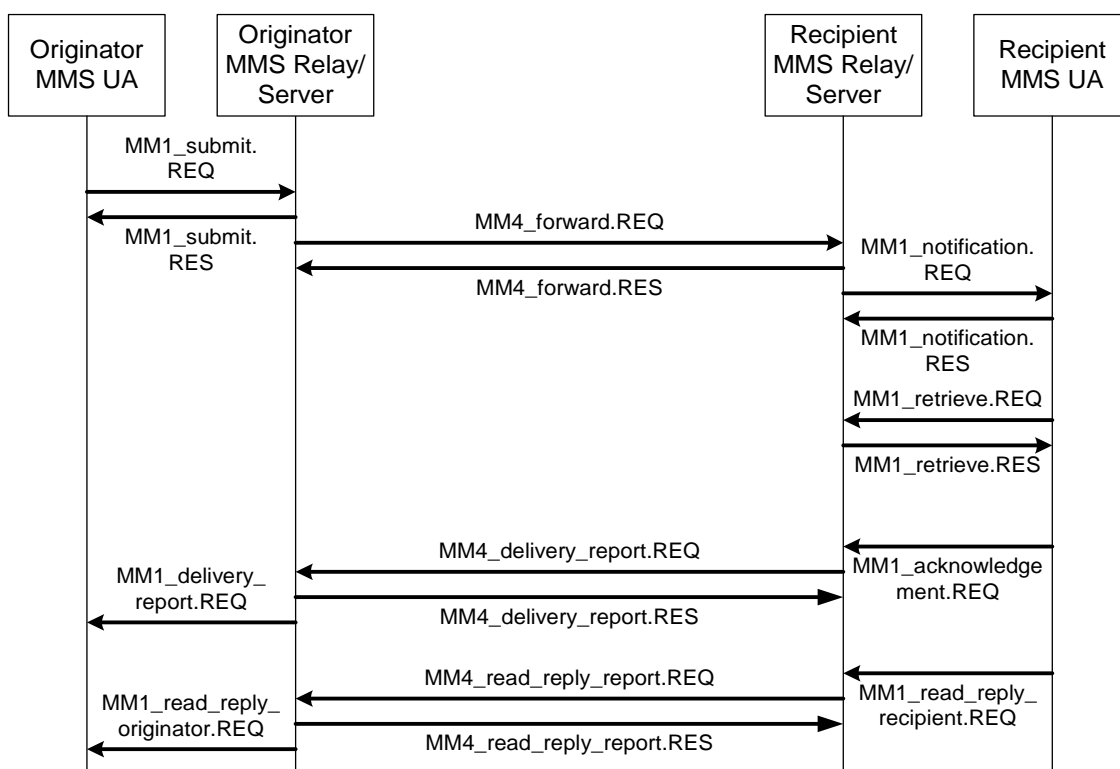 Originator
MMS UA
Originator
MMS Relay/
Server
Recipient
MMS Relay/
Server
Recipient
MMS UA
MM1_submit.
REQ
MM1_submit.
RES
MM4_forward.REQ
MM4_forward.RES
MM1_notification.
REQ
MM1_notification.
RES
MM1_retrieve.REQ
MM1_retrieve.RES
MM4_delivery_report.REQ
MM1_acknowledge
ment.REQ
MM1_delivery_
report.REQ
MM4_delivery_report.RES
MM4_read_reply_report.REQ
MM1_read_reply_
recipient.REQ
MM1_read_reply_
originator.REQ
MM4_read_reply_report.RES